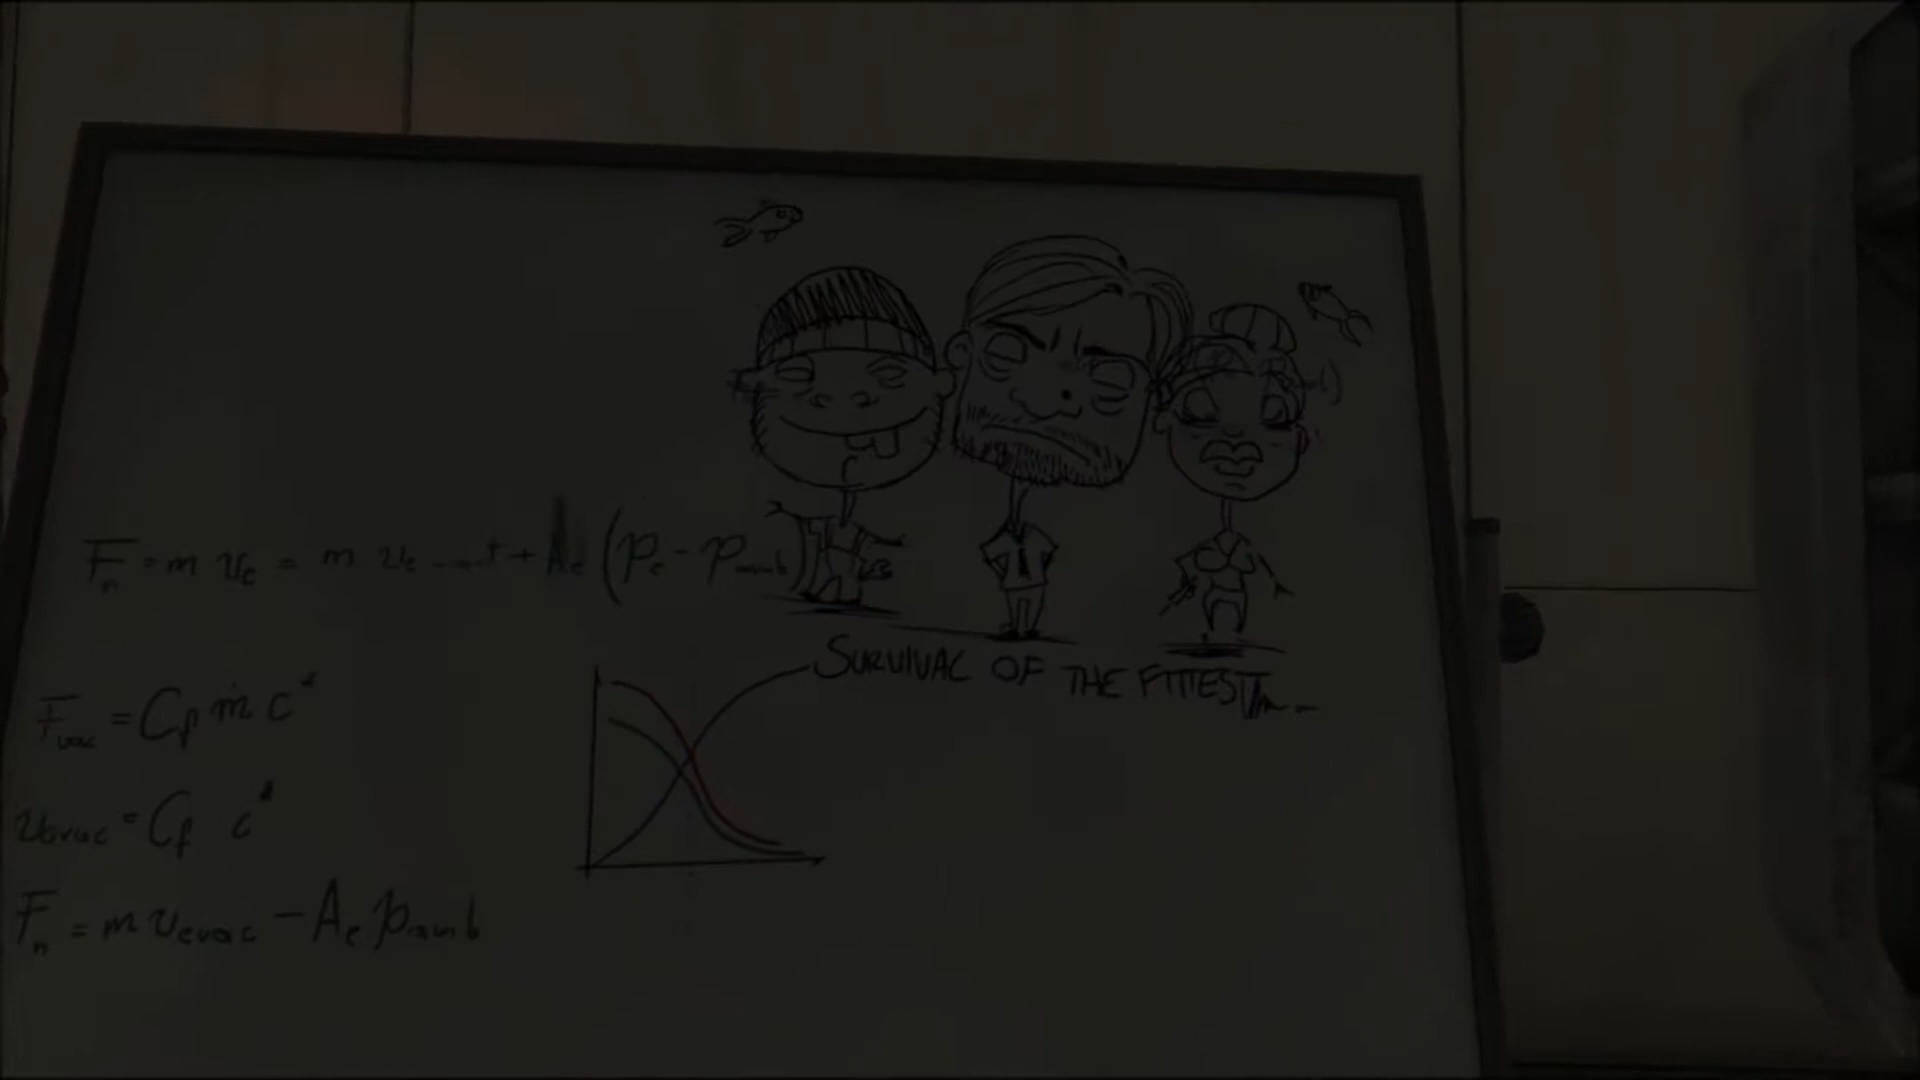 F_n = m v_e = m v_e + A_e (p_e - p_amb)
SURVIVAL OF THE FITTEST...
F_vac = C_f ṁ c*
v_evac = C_f c*
F_n = m v_evac - A_e p_amb